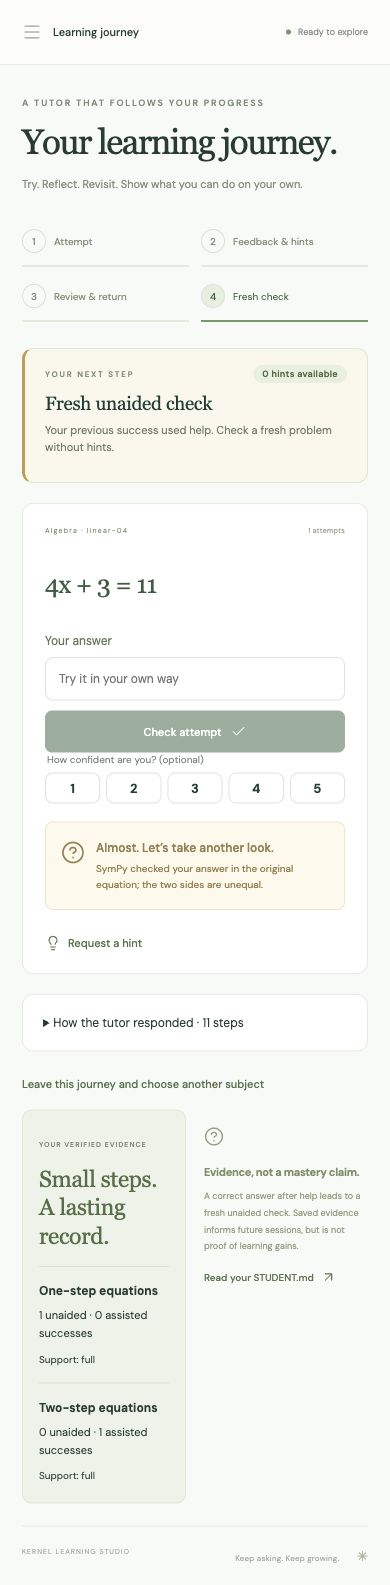 Learning journey
Ready to explore
A TUTOR THAT FOLLOWS YOUR PROGRESS
Your learning journey.
Try. Reflect. Revisit. Show what you can do on your own.
1 Attempt
2 Feedback & hints
3 Review & return
4 Fresh check
YOUR NEXT STEP
0 hints available
Fresh unaided check
Your previous success used help. Check a fresh problem
without hints.
Algebra · linear-04
1 attempts
4x + 3 = 11
Your answer
Try it in your own way
Check attempt
How confident are you? (optional)
1 2 3 4 5
Almost. Let's take another look.
SymPy checked your answer in the original
equation; the two sides are unequal.
Request a hint
How the tutor responded · 11 steps
Leave this journey and choose another subject
YOUR VERIFIED EVIDENCE
Small steps.
A lasting
record.
One-step equations
1 unaided · 0 assisted
successes
Support: full
Two-step equations
0 unaided · 1 assisted
successes
Support: full
Evidence, not a mastery claim.
A correct answer after help leads to a
fresh unaided check. Saved evidence
informs future sessions, but is not
proof of learning gains.
Read your STUDENT.md
KERNEL LEARNING STUDIO
Keep asking. Keep growing.